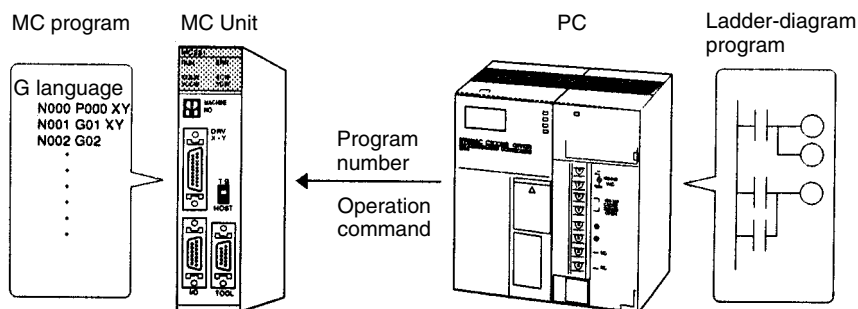 MC program
MC Unit
PC
Ladder-diagram
program
G language
N000 P000 XY
N001 G01 XY
N002 G02
MACHINE
NO
DRV
X-Y
T B
HOST
I/O
TOOL
Program
number
Operation
command